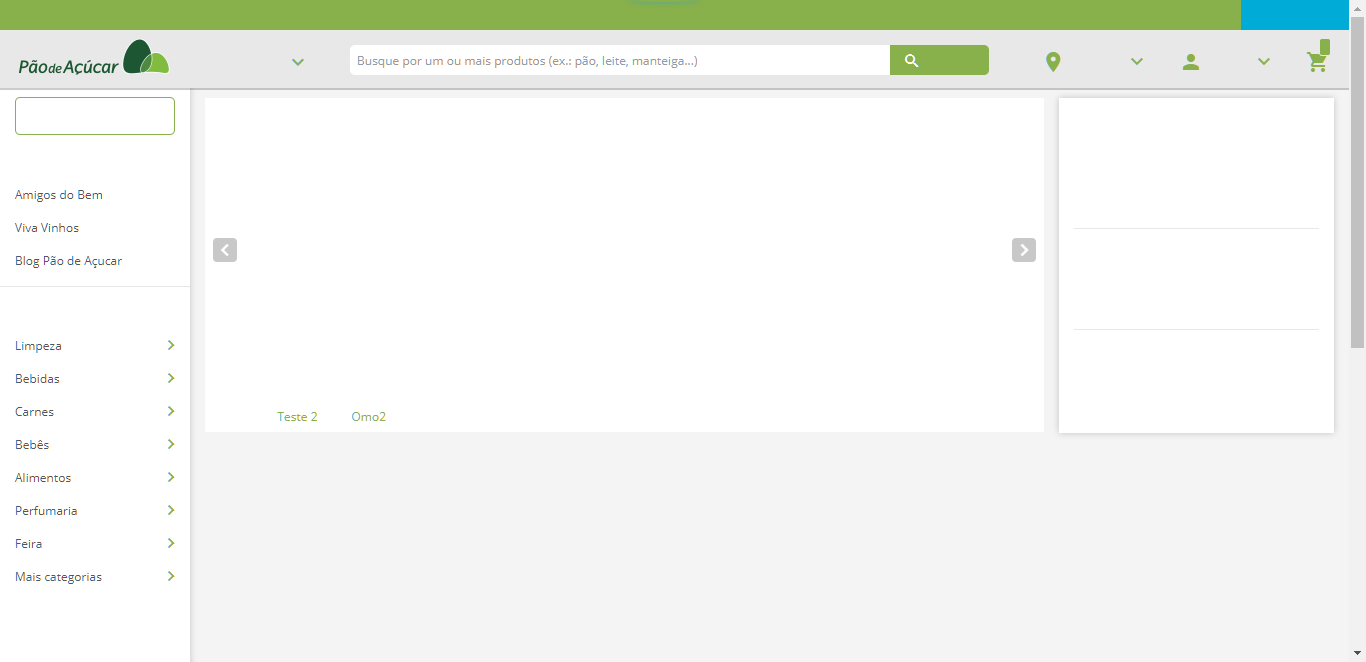 PãodeAçúcar
Busque por um ou mais produtos (ex.: pão, leite, manteiga...)
Amigos do Bem
Viva Vinhos
Blog Pão de Açucar
Limpeza
Bebidas
Carnes
Bebês
Alimentos
Perfumaria
Feira
Mais categorias
Teste 2
Omo2